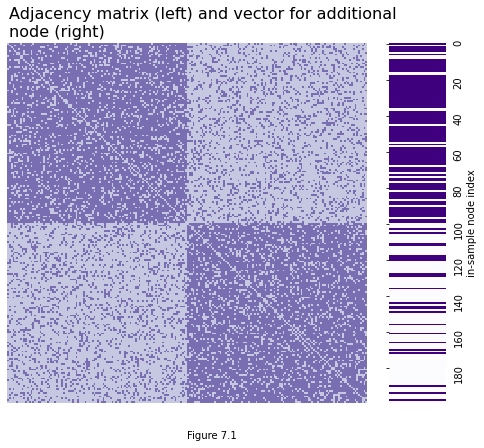 Adjacency matrix (left) and vector for additional
node (right)
0
20
40
60
80
100
120
140
160
180
in-sample node index
Figure 7.1